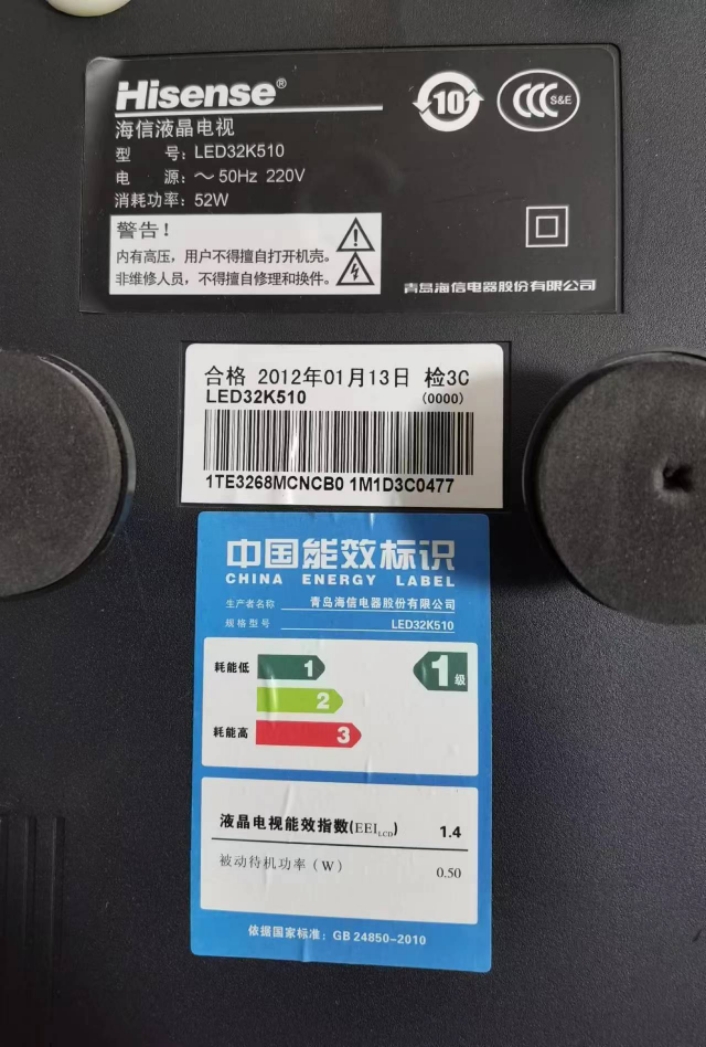 Hisense®
海信液晶电视
型 号: LED32K510
电 源: ～ 50Hz 220V
消耗功率: 52W
警告!
内有高压，用户不得擅自打开机壳。
非维修人员，不得擅自修理和换件。
10
CCC S&E
青岛海信电器股份有限公司
合格 2012年01月13日 检3C
LED32K510 (0000)
1TE3268MCNCB0 1M1D3C0477
中国能效标识
CHINA ENERGY LABEL
生产者名称 青岛海信电器股份有限公司
规格型号 LED32K510
耗能低 1 1级
2
耗能高 3
液晶电视能效指数(EEILCD) 1.4
被动待机功率（W） 0.50
依据国家标准: GB 24850-2010